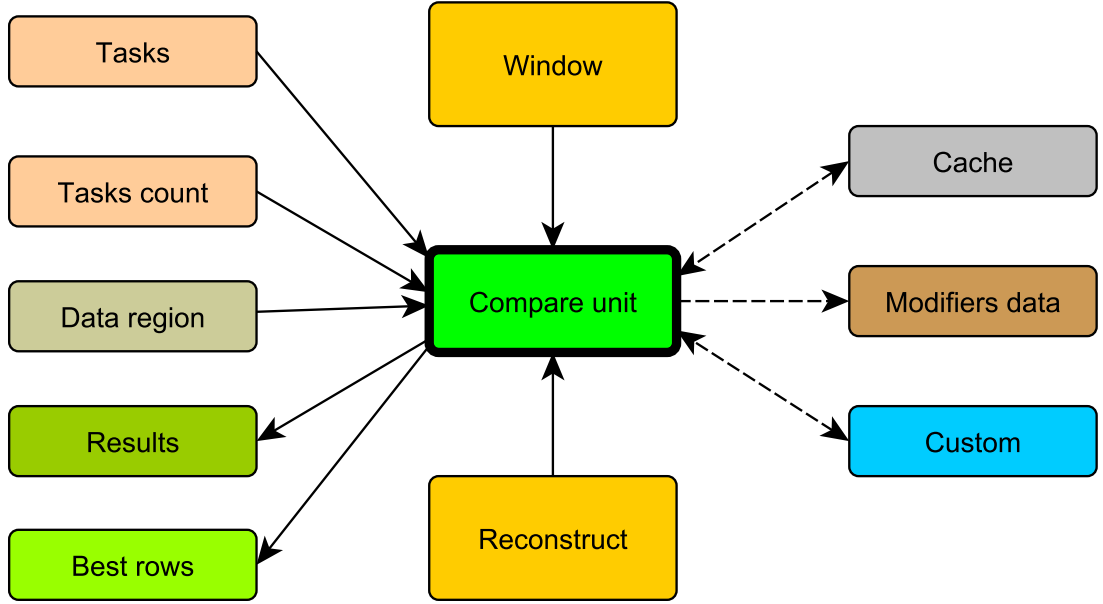 Tasks
Window
Cache
Tasks count
Compare unit
Modifiers data
Data region
Results
Custom
Reconstruct
Best rows